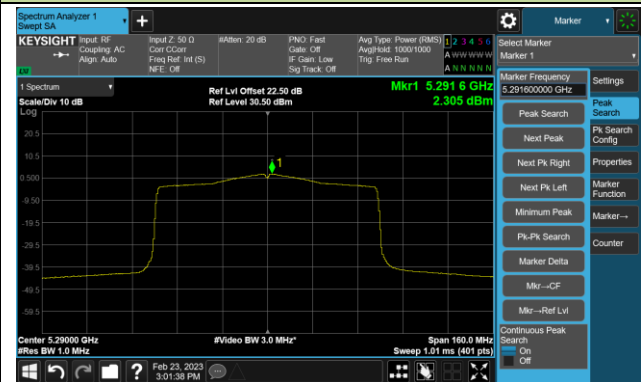 Spectrum Analyzer 1
Swept SA
+
Marker
KEYSIGHT
Input: RF
Coupling: AC
Align: Auto
Input Z: 50 Ω
Corr CCorr
Freq Ref: Int (S)
NFE: Off
#Atten: 20 dB
PNO: Fast
Gate: Off
IF Gain: Low
Sig Track: Off
Avg Type: Power (RMS)
Avg|Hold: 1000/1000
Trig: Free Run
1 2 3 4 5 6
A W W W W W
A N N N N N
LXI
Select Marker
Marker 1
1 Spectrum
Scale/Div 10 dB
Log
Ref Lvl Offset 22.50 dB
Ref Level 30.50 dBm
Mkr1 5.291 6 GHz
2.305 dBm
20.5
10.5
0.500
-9.50
-19.5
-29.5
-39.5
-49.5
-59.5
1
Center 5.29000 GHz
#Res BW 1.0 MHz
#Video BW 3.0 MHz*
Span 160.0 MHz
Sweep 1.01 ms (401 pts)
Marker Frequency
5.291600000 GHz
Peak Search
Next Peak
Next Pk Right
Next Pk Left
Minimum Peak
Pk-Pk Search
Marker Delta
Mkr→CF
Mkr→Ref Lvl
Continuous Peak
Search
On
Off
Settings
Peak
Search
Pk Search
Config
Properties
Marker
Function
Marker→
Counter
?
Feb 23, 2023
3:01:38 PM